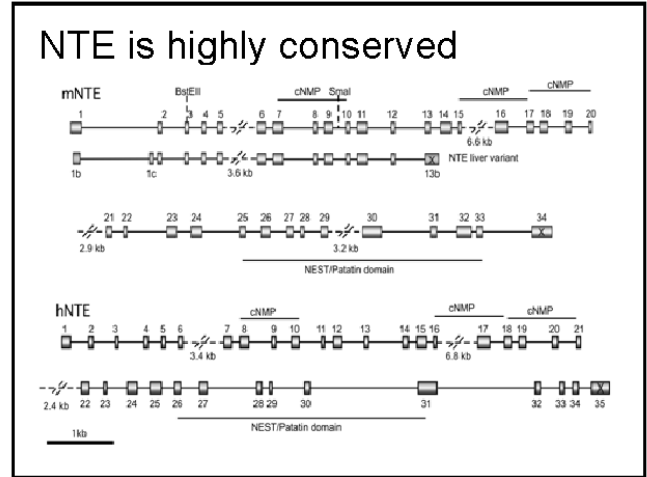 NTE is highly conserved
BstEII cNMP SmaI cNMP cNMP
mNTE
1 2 3 4 5 6 7 8 9 10 11 12 13 14 15 16 17 18 19 20
6.6 kb
NTE liver variant
1b 1c 3.6 kb 13b
21 22 23 24 25 26 27 28 29 30 31 32 33 34
X
2.9 kb 3.2 kb
NEST/Patatin domain
hNTE
cNMP cNMP cNMP
1 2 3 4 5 6 7 8 9 10 11 12 13 14 15 16 17 18 19 20 21
3.4 kb 6.8 kb
X
2.4 kb 22 23 24 25 26 27 28 29 30 31 32 33 34 35
NEST/Patatin domain
1kb